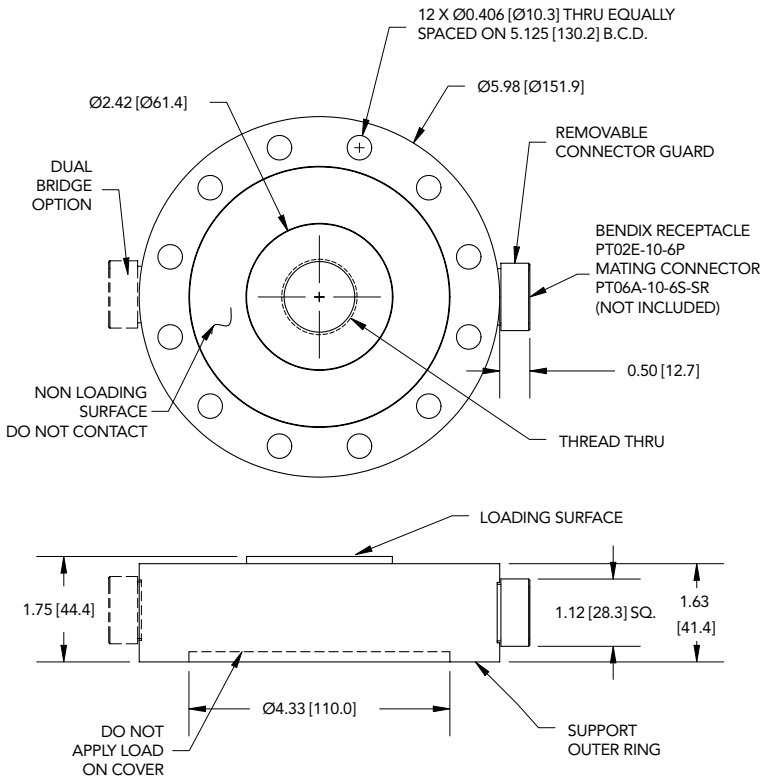 12 X Ø0.406 [Ø10.3] THRU EQUALLY
SPACED ON 5.125 [130.2] B.C.D.
Ø5.98 [Ø151.9]
Ø2.42 [Ø61.4]
REMOVABLE
CONNECTOR GUARD
DUAL
BRIDGE
OPTION
BENDIX RECEPTACLE
PT02E-10-6P
MATING CONNECTOR
PT06A-10-6S-SR
(NOT INCLUDED)
0.50 [12.7]
NON LOADING
SURFACE
DO NOT CONTACT
THREAD THRU
LOADING SURFACE
1.75 [44.4]
1.12 [28.3] SQ.
1.63
[41.4]
Ø4.33 [110.0]
DO NOT
APPLY LOAD
ON COVER
SUPPORT
OUTER RING